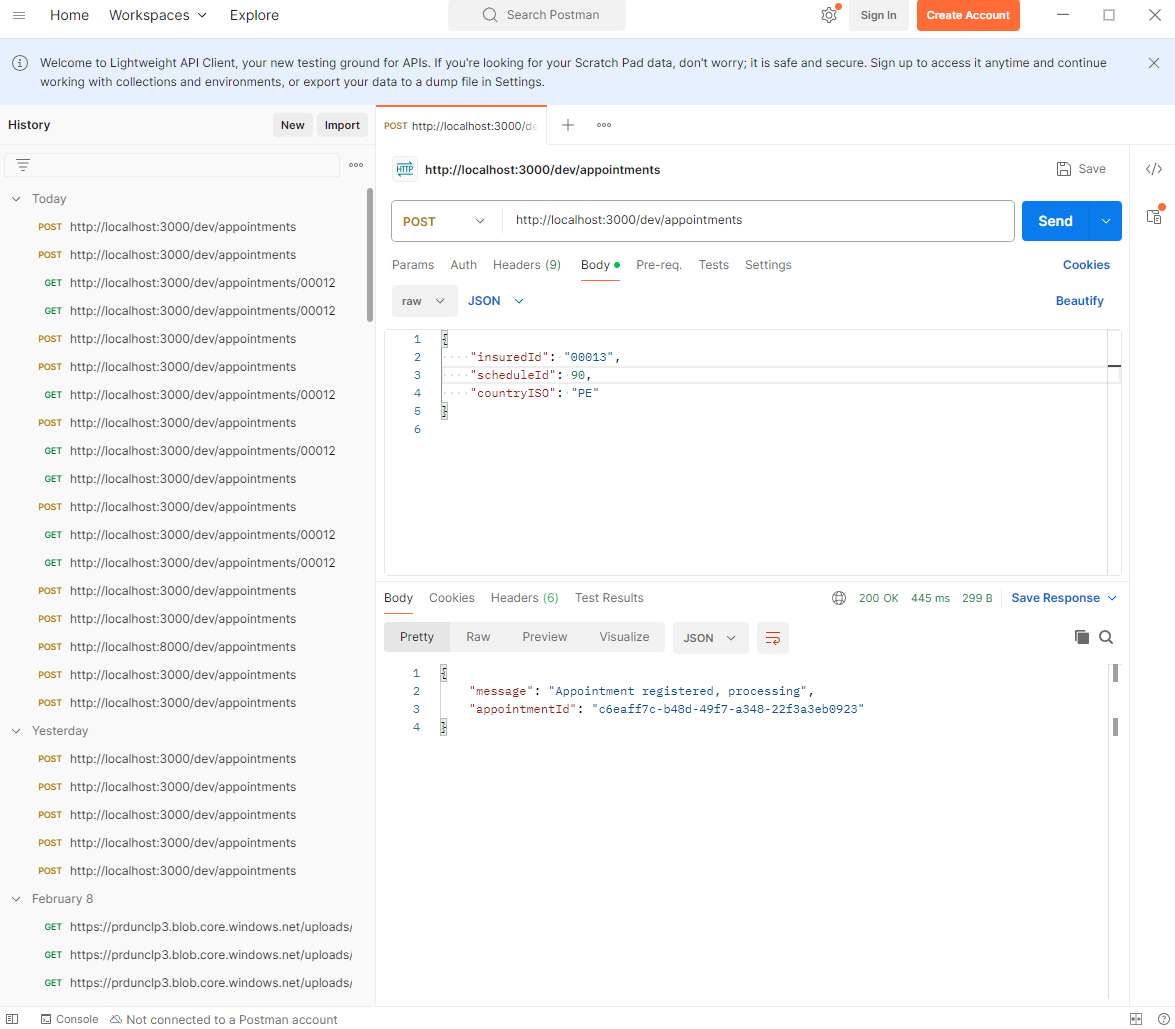 Home Workspaces Explore Search Postman Sign In Create Account
Welcome to Lightweight API Client, your new testing ground for APIs. If you're looking for your Scratch Pad data, don't worry; it is safe and secure. Sign up to access it anytime and continue
working with collections and environments, or export your data to a dump file in Settings.
History New Import
Today
POST http://localhost:3000/dev/appointments
POST http://localhost:3000/dev/appointments
GET http://localhost:3000/dev/appointments/00012
GET http://localhost:3000/dev/appointments/00012
POST http://localhost:3000/dev/appointments
POST http://localhost:3000/dev/appointments
GET http://localhost:3000/dev/appointments/00012
POST http://localhost:3000/dev/appointments
GET http://localhost:3000/dev/appointments/00012
GET http://localhost:3000/dev/appointments
POST http://localhost:3000/dev/appointments
GET http://localhost:3000/dev/appointments/00012
GET http://localhost:3000/dev/appointments/00012
POST http://localhost:3000/dev/appointments
POST http://localhost:3000/dev/appointments
POST http://localhost:8000/dev/appointments
POST http://localhost:3000/dev/appointments
POST http://localhost:3000/dev/appointments
Yesterday
POST http://localhost:3000/dev/appointments
POST http://localhost:3000/dev/appointments
POST http://localhost:3000/dev/appointments
POST http://localhost:3000/dev/appointments
POST http://localhost:3000/dev/appointments
February 8
GET https://prdunclp3.blob.core.windows.net/uploads/
GET https://prdunclp3.blob.core.windows.net/uploads/
GET https://prdunclp3.blob.core.windows.net/uploads/
POST http://localhost:3000/de
HTTP http://localhost:3000/dev/appointments Save </>
POST http://localhost:3000/dev/appointments Send
Params Auth Headers (9) Body Pre-req. Tests Settings Cookies
raw JSON Beautify
1 {
2 "insuredId": "00013",
3 "scheduleId": 90,
4 "countryISO": "PE"
5 }
6
Body Cookies Headers (6) Test Results 200 OK 445 ms 299 B Save Response
Pretty Raw Preview Visualize JSON
1 {
2 "message": "Appointment registered, processing",
3 "appointmentId": "c6eaff7c-b48d-49f7-a348-22f3a3eb0923"
4 }
Console Not connected to a Postman account